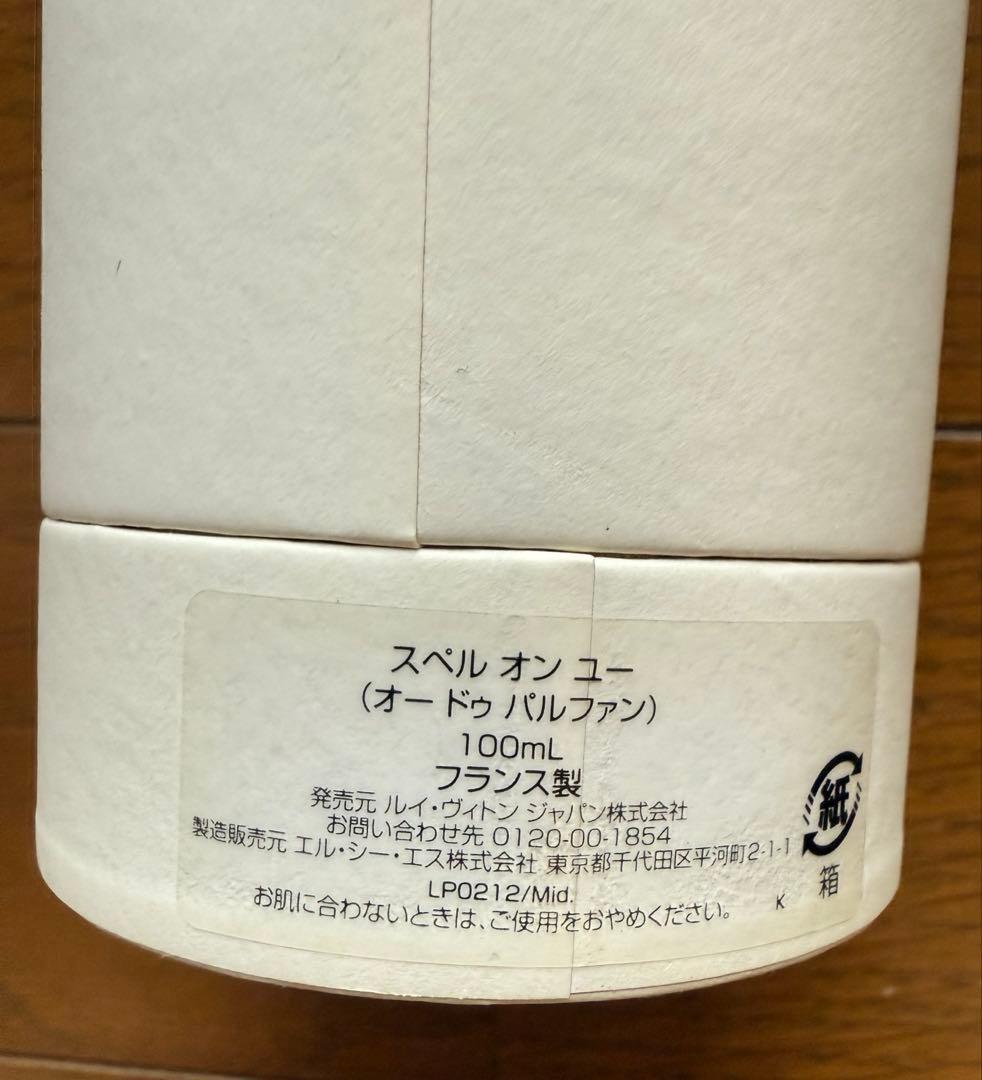 スペル オン ユー
（オー ドゥ パルファン）
100mL
フランス製
発売元 ルイ・ヴィトン ジャパン株式会社
お問い合わせ先 0120-00-1854
製造販売元 エル・シー・エス株式会社 東京都千代田区平河町2-1-1
LP0212/Mid.
お肌に合わないときは、ご使用をおやめください。
K
紙
箱